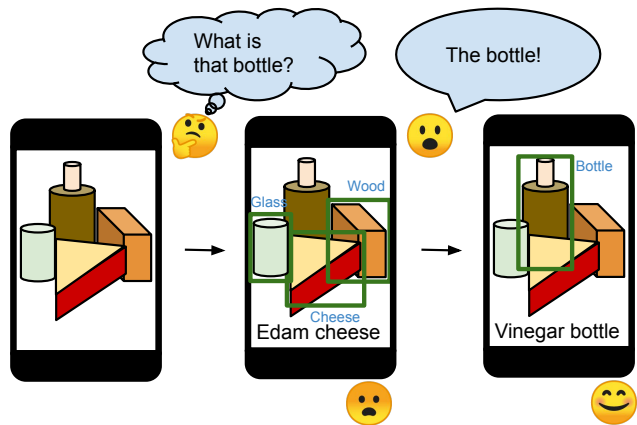 What is
that bottle?
The bottle!
Glass
Wood
Cheese
Edam cheese
Bottle
Vinegar bottle